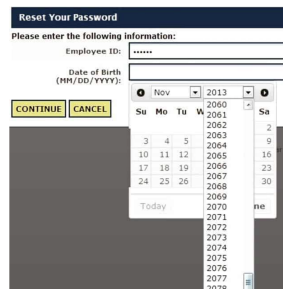 Reset Your Password
Please enter the following information:
Employee ID: ••••••
Date of Birth
(MM/DD/YYYY):
Nov 2013
CONTINUE CANCEL
Su Mo Tu W Sa
2
3 4 5 9
10 11 12 16
17 18 19 23
24 25 26 30
Today ne
2060
2061
2062
2063
2064
2065
2066
2067
2068
2069
2070
2071
2072
2073
2074
2075
2076
2077
2078